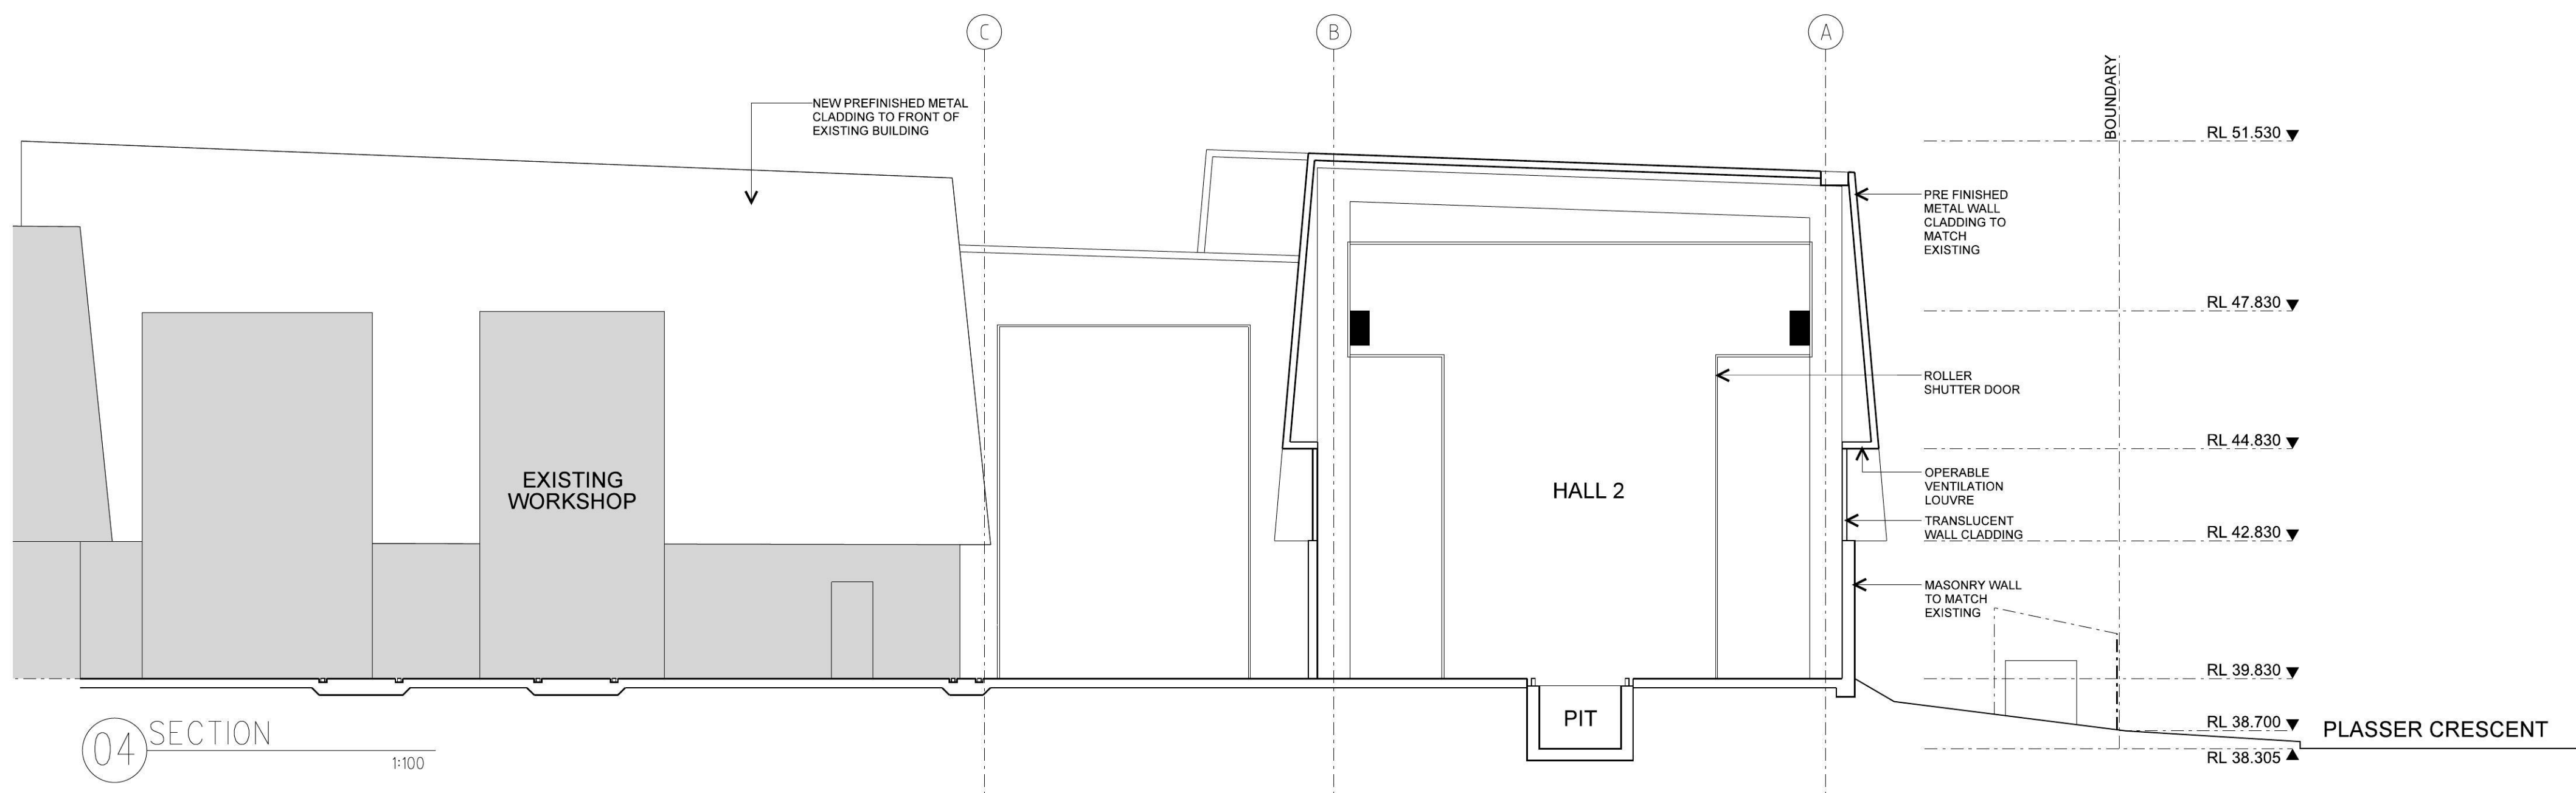 C
B
A
BOUNDARY
NEW PREFINISHED METAL
CLADDING TO FRONT OF
EXISTING BUILDING
RL 51.530
PRE FINISHED
METAL WALL
CLADDING TO
MATCH
EXISTING
RL 47.830
ROLLER
SHUTTER DOOR
RL 44.830
EXISTING
WORKSHOP
HALL 2
OPERABLE
VENTILATION
LOUVRE
TRANSLUCENT
WALL CLADDING
RL 42.830
MASONRY WALL
TO MATCH
EXISTING
RL 39.830
PIT
RL 38.700
PLASSER CRESCENT
RL 38.305
04 SECTION
1:100